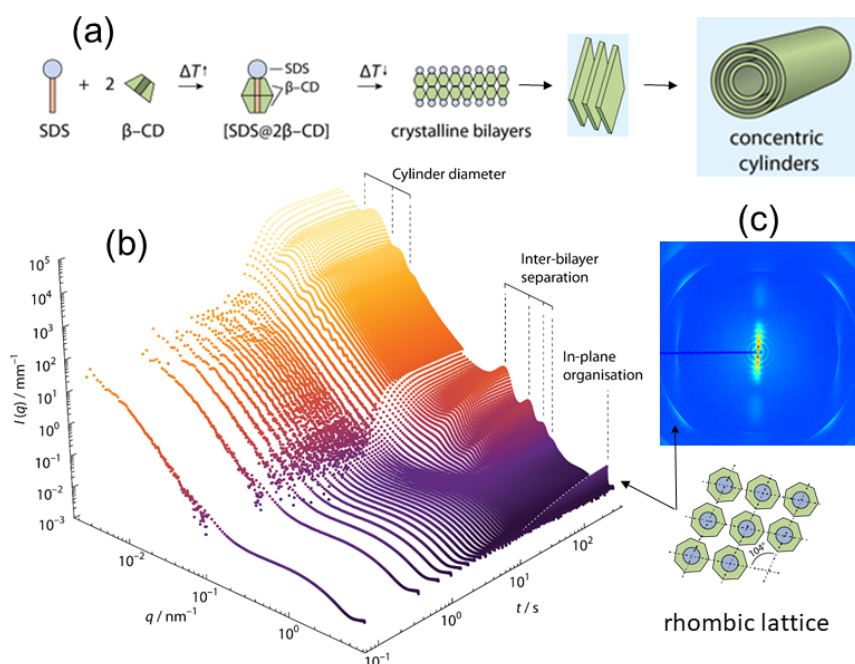 (a)
SDS
+
2
β–CD
ΔT↑
SDS
β–CD
[SDS@2β–CD]
ΔT↓
crystalline bilayers
concentric
cylinders
(b)
Cylinder diameter
Inter-bilayer
separation
In-plane
organisation
I(q) / mm⁻¹
10⁵
10⁴
10³
10²
10¹
10⁰
10⁻¹
10⁻²
10⁻³
10⁻²
10⁻¹
10⁰
q / nm⁻¹
10⁻¹
10⁰
10¹
10²
t / s
(c)
104°
rhombic lattice